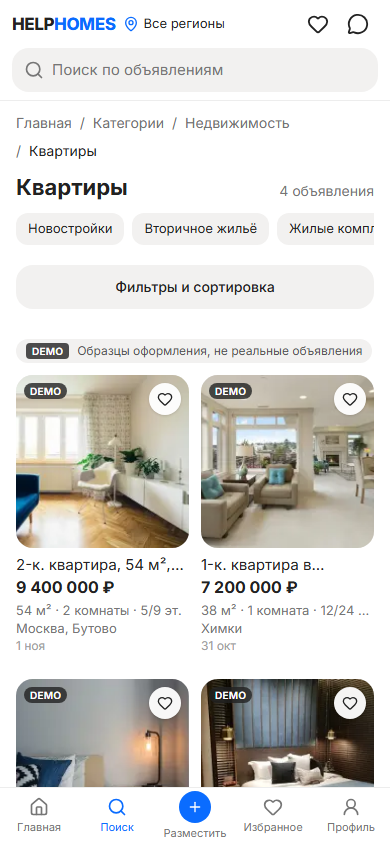 HELPHOMES Все регионы
Поиск по объявлениям
Главная / Категории / Недвижимость
/ Квартиры
Квартиры
4 объявления
Новостройки Вторичное жильё Жилые компл
Фильтры и сортировка
DEMO Образцы оформления, не реальные объявления
DEMO
2-к. квартира, 54 м²,...
9 400 000 ₽
54 м² · 2 комнаты · 5/9 эт.
Москва, Бутово
1 ноя
DEMO
1-к. квартира в...
7 200 000 ₽
38 м² · 1 комната · 12/24 ...
Химки
31 окт
DEMO
DEMO
Главная
Поиск
Разместить
Избранное
Профиль